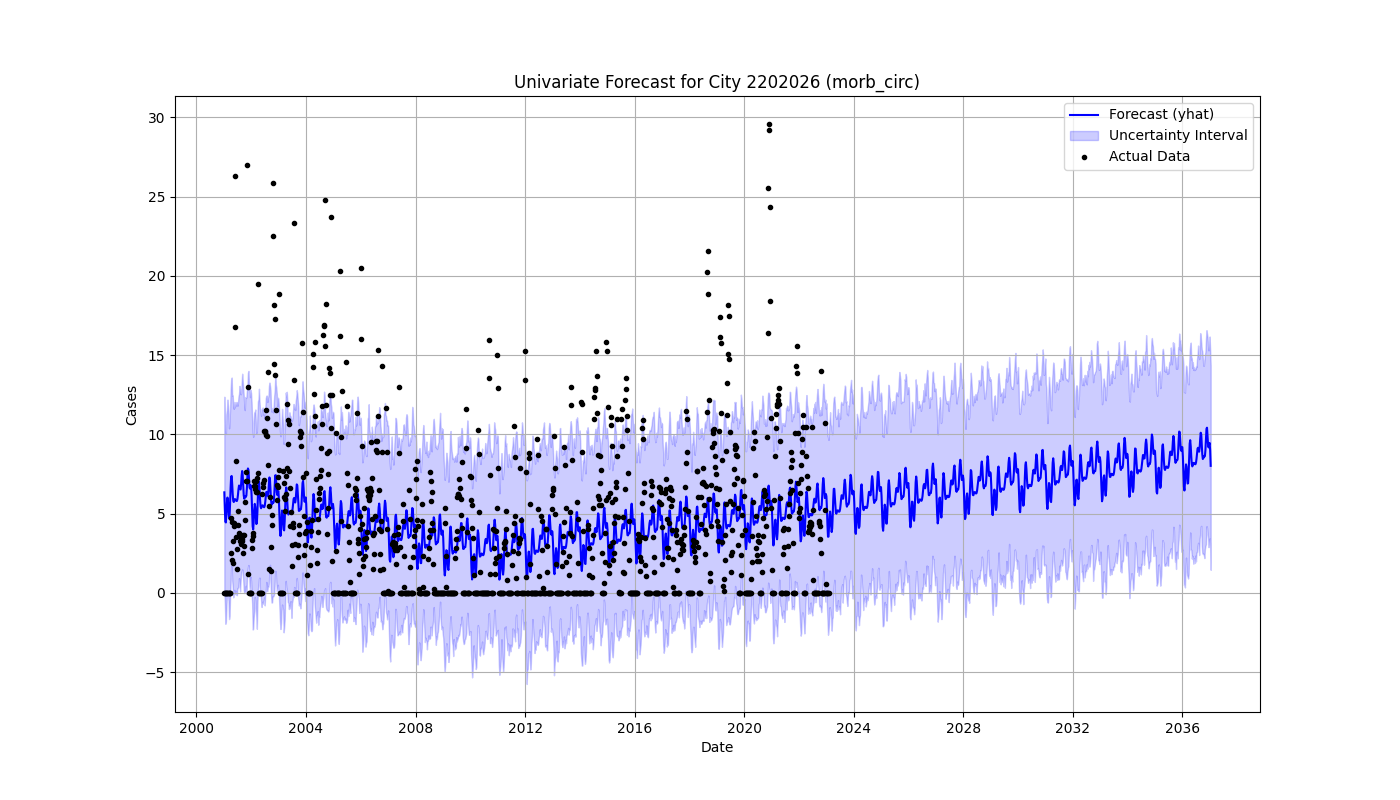 Univariate Forecast for City 2202026 (morb_circ)
Forecast (yhat)
Uncertainty Interval
Actual Data
Cases
30
25
20
15
10
5
0
−5
2000 2004 2008 2012 2016 2020 2024 2028 2032 2036
Date